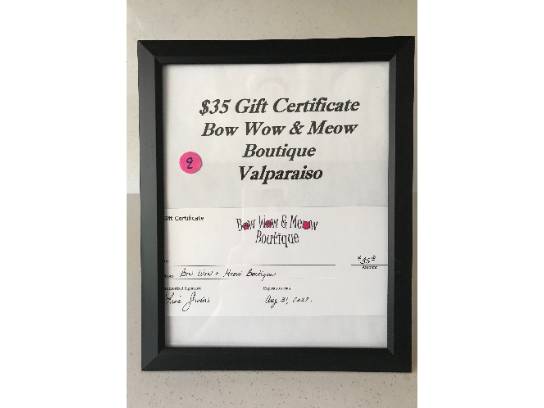 $35 Gift Certificate
Bow Wow & Meow
Boutique
Valparaiso
2
Gift Certificate
Bow Wow & Meow
Boutique
$35
Bow Wow & Meow Boutique
Aug 31,